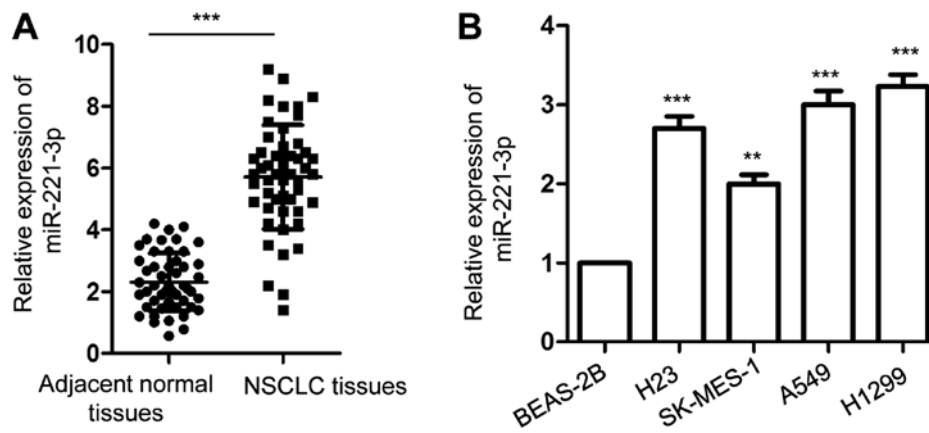 A
***
Relative expression of
miR-221-3p
10
8
6
4
2
0
Adjacent normal
tissues
NSCLC tissues
B
Relative expression of
miR-221-3p
4
3
2
1
0
***
**
***
***
BEAS-2B
H23
SK-MES-1
A549
H1299